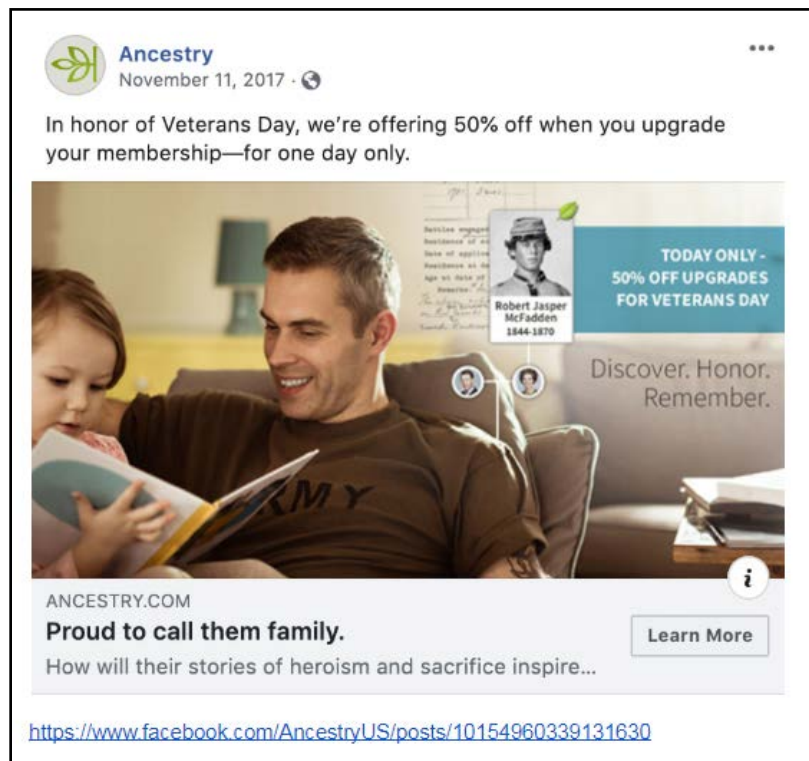 Ancestry
November 11, 2017 ·
In honor of Veterans Day, we're offering 50% off when you upgrade
your membership—for one day only.
Battles engaged
Robert Jasper
McFadden
1844-1870
TODAY ONLY -
50% OFF UPGRADES
FOR VETERANS DAY
Discover. Honor.
Remember.
ARMY
ANCESTRY.COM
Proud to call them family.
Learn More
How will their stories of heroism and sacrifice inspire...
https://www.facebook.com/AncestryUS/posts/10154960339131630